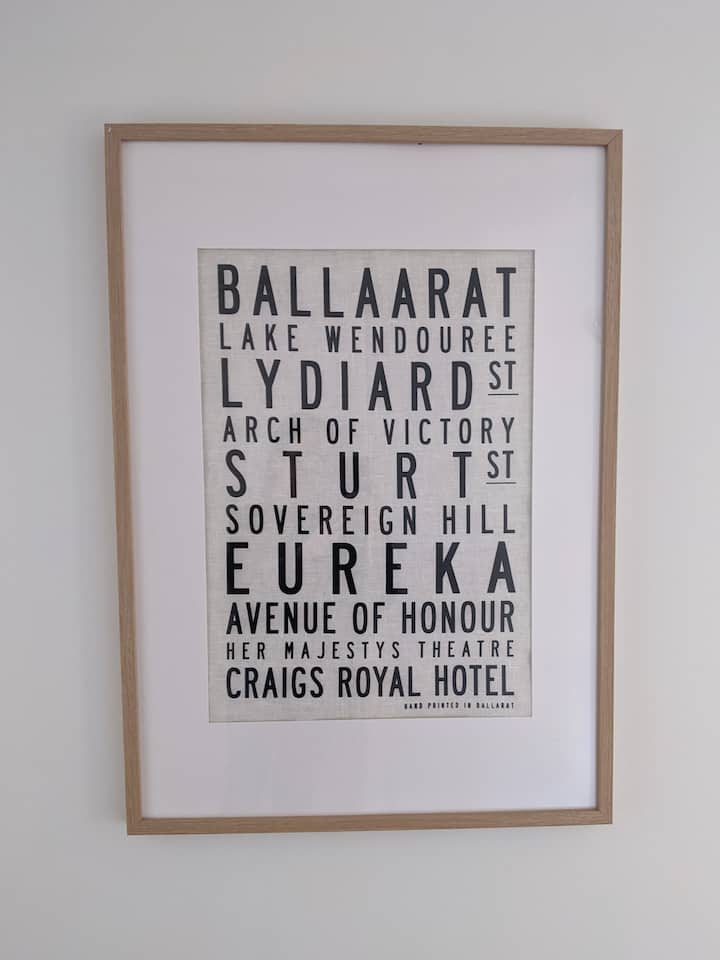 BALLAARAT
LAKE WENDOUREE
LYDIARD ST
ARCH OF VICTORY
STURT ST
SOVEREIGN HILL
EUREKA
AVENUE OF HONOUR
HER MAJESTYS THEATRE
CRAIGS ROYAL HOTEL
HAND PRINTED IN BALLARAT